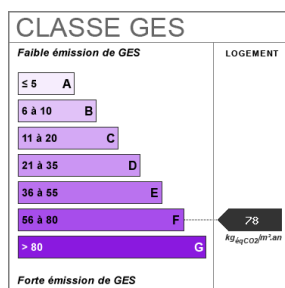 CLASSE GES
Faible émission de GES
LOGEMENT
≤ 5 A
6 à 10 B
11 à 20 C
21 à 35 D
36 à 55 E
56 à 80 F
78
kgéqCO2/m².an
> 80 G
Forte émission de GES